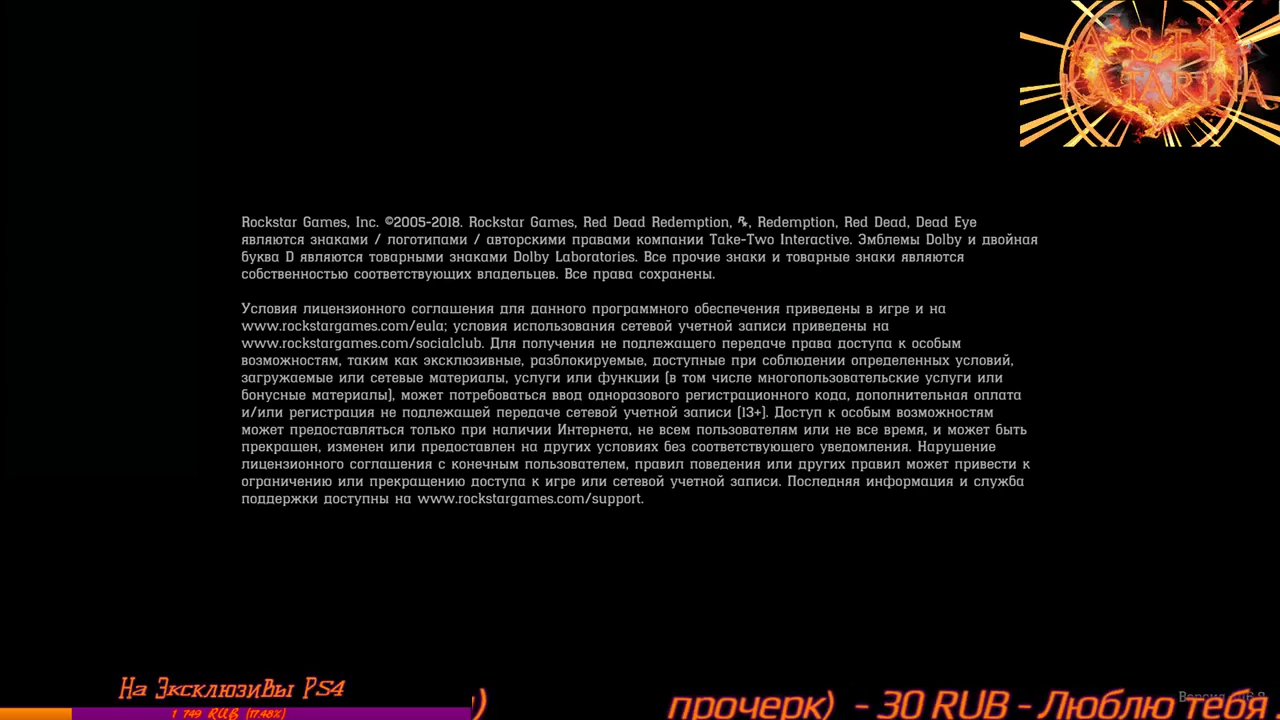 ASTI
KATARINA
Rockstar Games, Inc. ©2005-2018. Rockstar Games, Red Dead Redemption, R*, Redemption, Red Dead, Dead Eye
являются знаками / логотипами / авторскими правами компании Take-Two Interactive. Эмблемы Dolby и двойная
буква D являются товарными знаками Dolby Laboratories. Все прочие знаки и товарные знаки являются
собственностью соответствующих владельцев. Все права сохранены.
Условия лицензионного соглашения для данного программного обеспечения приведены в игре и на
www.rockstargames.com/eula; условия использования сетевой учетной записи приведены на
www.rockstargames.com/socialclub. Для получения не подлежащего передаче права доступа к особым
возможностям, таким как эксклюзивные, разблокируемые, доступные при соблюдении определенных условий,
загружаемые или сетевые материалы, услуги или функции (в том числе многопользовательские услуги или
бонусные материалы), может потребоваться ввод одноразового регистрационного кода, дополнительная оплата
и/или регистрация не подлежащей передаче сетевой учетной записи (13+). Доступ к особым возможностям
может предоставляться только при наличии Интернета, не всем пользователям или не все время, и может быть
прекращен, изменен или предоставлен на других условиях без соответствующего уведомления. Нарушение
лицензионного соглашения с конечным пользователем, правил поведения или других правил может привести к
ограничению или прекращению доступа к игре или сетевой учетной записи. Последняя информация и служба
поддержки доступны на www.rockstargames.com/support.
На Эксклюзивы PS4
1 749 RUB (17.48%)
) прочерк) - 30 RUB - Люблю тебя